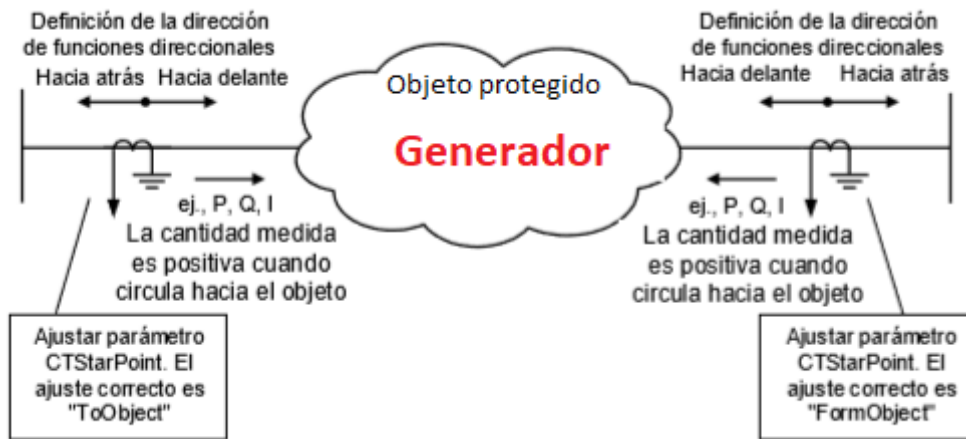 Definición de la dirección
de funciones direccionales
Hacia atrás Hacia delante
ej., P, Q, I
La cantidad medida
es positiva cuando
circula hacia el objeto
Ajustar parámetro
CTStarPoint. El
ajuste correcto es
"ToObject"
Objeto protegido
Generador
Definición de la dirección
de funciones direccionales
Hacia delante Hacia atrás
ej., P, Q, I
La cantidad medida
es positiva cuando
circula hacia el objeto
Ajustar parámetro
CTStarPoint. El
ajuste correcto es
"FormObject"